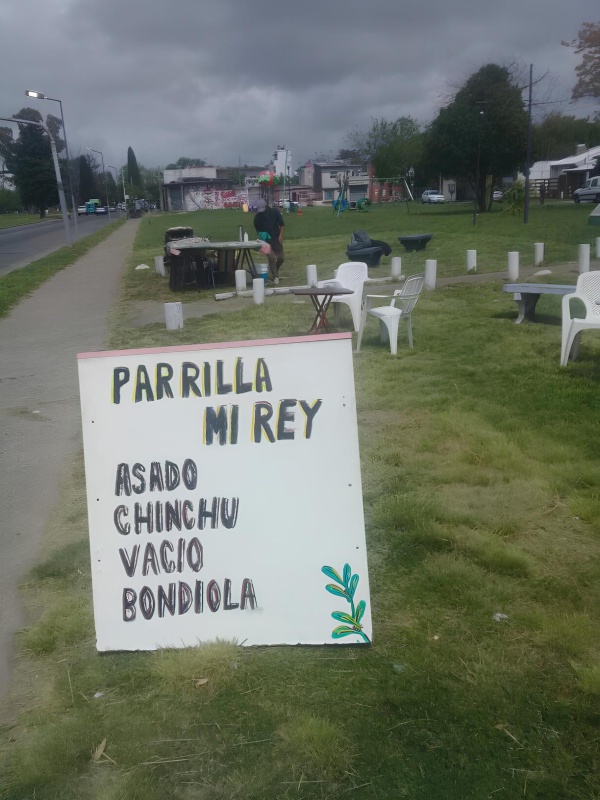 PARRILLA
MI REY
ASADO
CHINCHU
VACIO
BONDIOLA